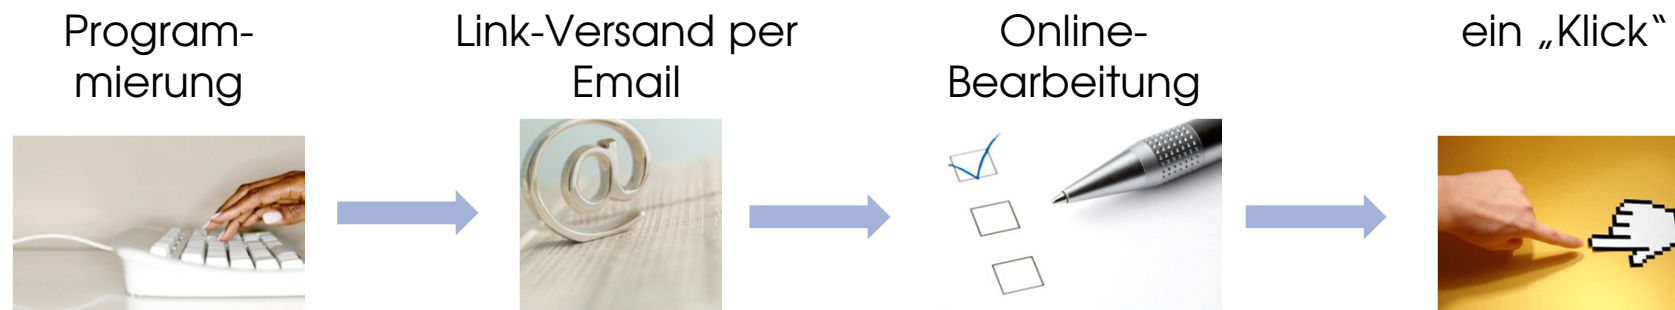 Program-
mierung
Link-Versand per
Email
Online-
Bearbeitung
ein „Klick“